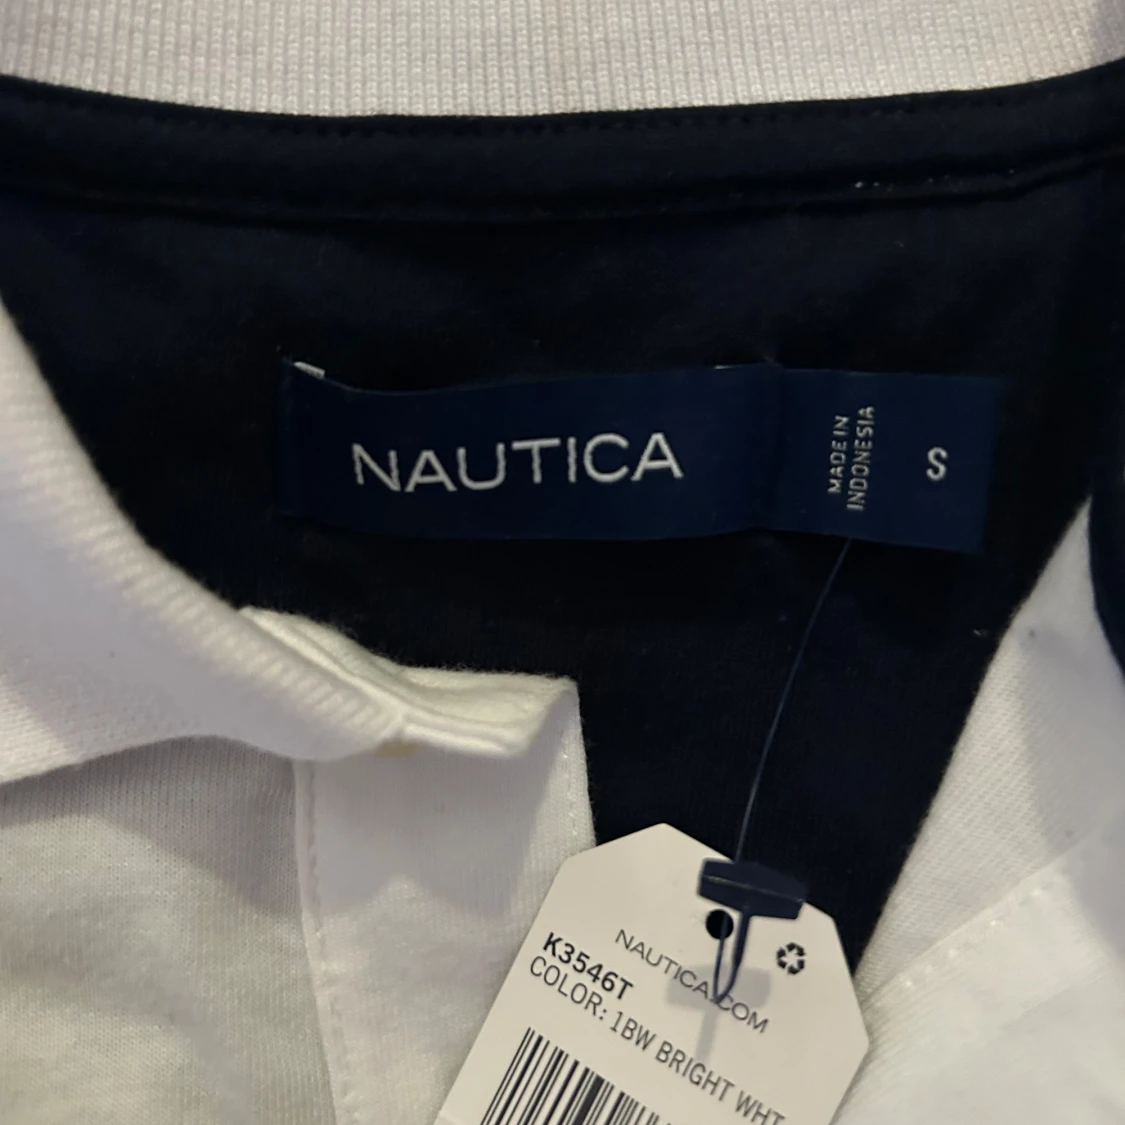 NAUTICA
MADE IN
INDONESIA
S
NAUTICA.COM
K3546T
COLOR: 1BW BRIGHT WHT